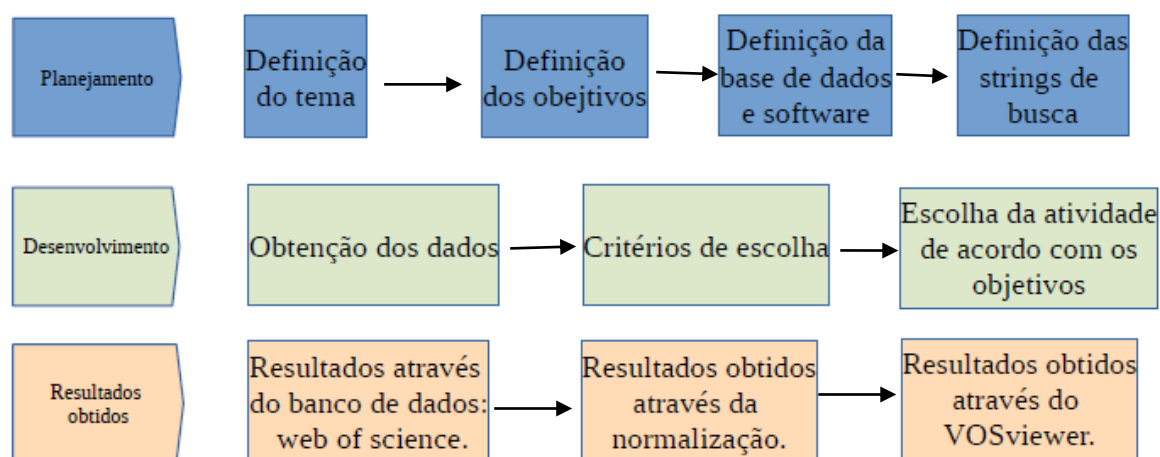 Planejamento
Definição
do tema
Definição
dos obejtivos
Definição da
base de dados
e software
Definição das
strings de
busca
Desenvolvimento
Obtenção dos dados
Critérios de escolha
Escolha da atividade
de acordo com os
objetivos
Resultados
obtidos
Resultados através
do banco de dados:
web of science.
Resultados obtidos
através da
normalização.
Resultados obtidos
através do
VOSviewer.